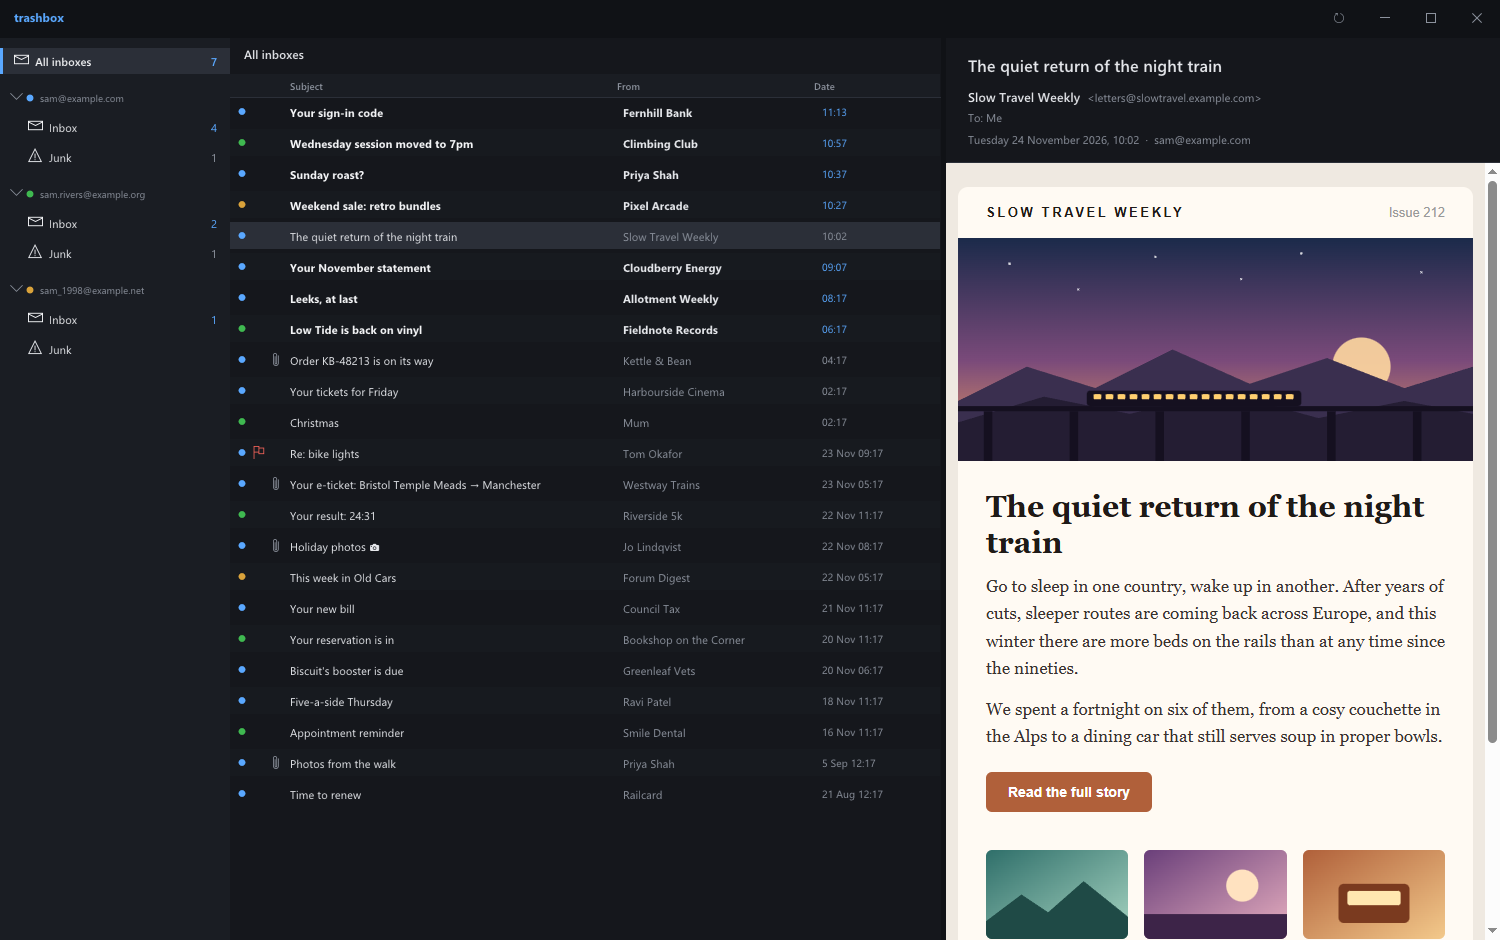 trashbox
All inboxes 7
sam@example.com
Inbox 4
Junk 1
sam.rivers@example.org
Inbox 2
Junk 1
sam_1998@example.net
Inbox 1
Junk
All inboxes
Subject From Date
Your sign-in code Fernhill Bank 11:13
Wednesday session moved to 7pm Climbing Club 10:57
Sunday roast? Priya Shah 10:37
Weekend sale: retro bundles Pixel Arcade 10:27
The quiet return of the night train Slow Travel Weekly 10:02
Your November statement Cloudberry Energy 09:07
Leeks, at last Allotment Weekly 08:17
Low Tide is back on vinyl Fieldnote Records 06:17
Order KB-48213 is on its way Kettle & Bean 04:17
Your tickets for Friday Harbourside Cinema 02:17
Christmas Mum 02:17
Re: bike lights Tom Okafor 23 Nov 09:17
Your e-ticket: Bristol Temple Meads → Manchester Westway Trains 23 Nov 05:17
Your result: 24:31 Riverside 5k 22 Nov 11:17
Holiday photos 📷 Jo Lindqvist 22 Nov 08:17
This week in Old Cars Forum Digest 22 Nov 05:17
Your new bill Council Tax 21 Nov 11:17
Your reservation is in Bookshop on the Corner 20 Nov 11:17
Biscuit's booster is due Greenleaf Vets 20 Nov 06:17
Five-a-side Thursday Ravi Patel 18 Nov 11:17
Appointment reminder Smile Dental 16 Nov 11:17
Photos from the walk Priya Shah 5 Sep 12:17
Time to renew Railcard 21 Aug 12:17
The quiet return of the night train
Slow Travel Weekly <letters@slowtravel.example.com>
To: Me
Tuesday 24 November 2026, 10:02 · sam@example.com
SLOW TRAVEL WEEKLY Issue 212
The quiet return of the night
train
Go to sleep in one country, wake up in another. After years of
cuts, sleeper routes are coming back across Europe, and this
winter there are more beds on the rails than at any time since
the nineties.
We spent a fortnight on six of them, from a cosy couchette in
the Alps to a dining car that still serves soup in proper bowls.
Read the full story